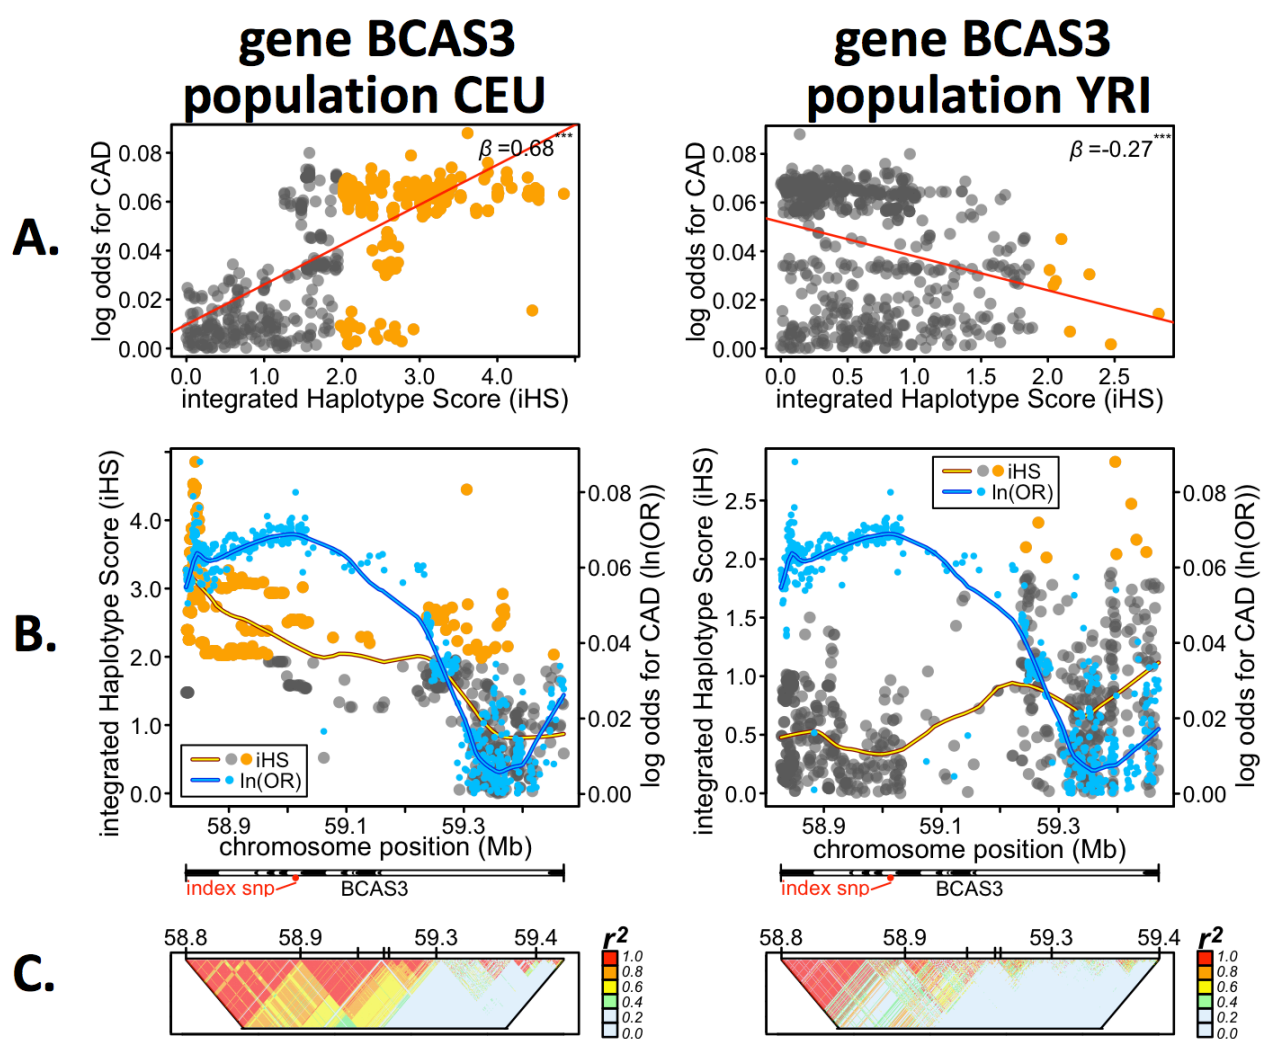 gene BCAS3
population CEU
gene BCAS3
population YRI
A.
log odds for CAD
0.08
0.06
0.04
0.02
0.00
β =0.68***
0.0 1.0 2.0 3.0 4.0
integrated Haplotype Score (iHS)
log odds for CAD
0.08
0.06
0.04
0.02
0.00
β =-0.27***
0.0 0.5 1.0 1.5 2.0 2.5
integrated Haplotype Score (iHS)
B.
integrated Haplotype Score (iHS)
4.0
3.0
2.0
1.0
0.0
iHS
ln(OR)
0.08
0.06
0.04
0.02
0.00
log odds for CAD (ln(OR))
58.9 59.1 59.3
chromosome position (Mb)
index snp
BCAS3
integrated Haplotype Score (iHS)
2.5
2.0
1.5
1.0
0.5
0.0
iHS
ln(OR)
0.08
0.06
0.04
0.02
0.00
log odds for CAD (ln(OR))
58.9 59.1 59.3
chromosome position (Mb)
index snp
BCAS3
C.
58.8 58.9 59.3 59.4
r2
1.0
0.8
0.6
0.4
0.2
0.0
58.8 58.9 59.3 59.4
r2
1.0
0.8
0.6
0.4
0.2
0.0